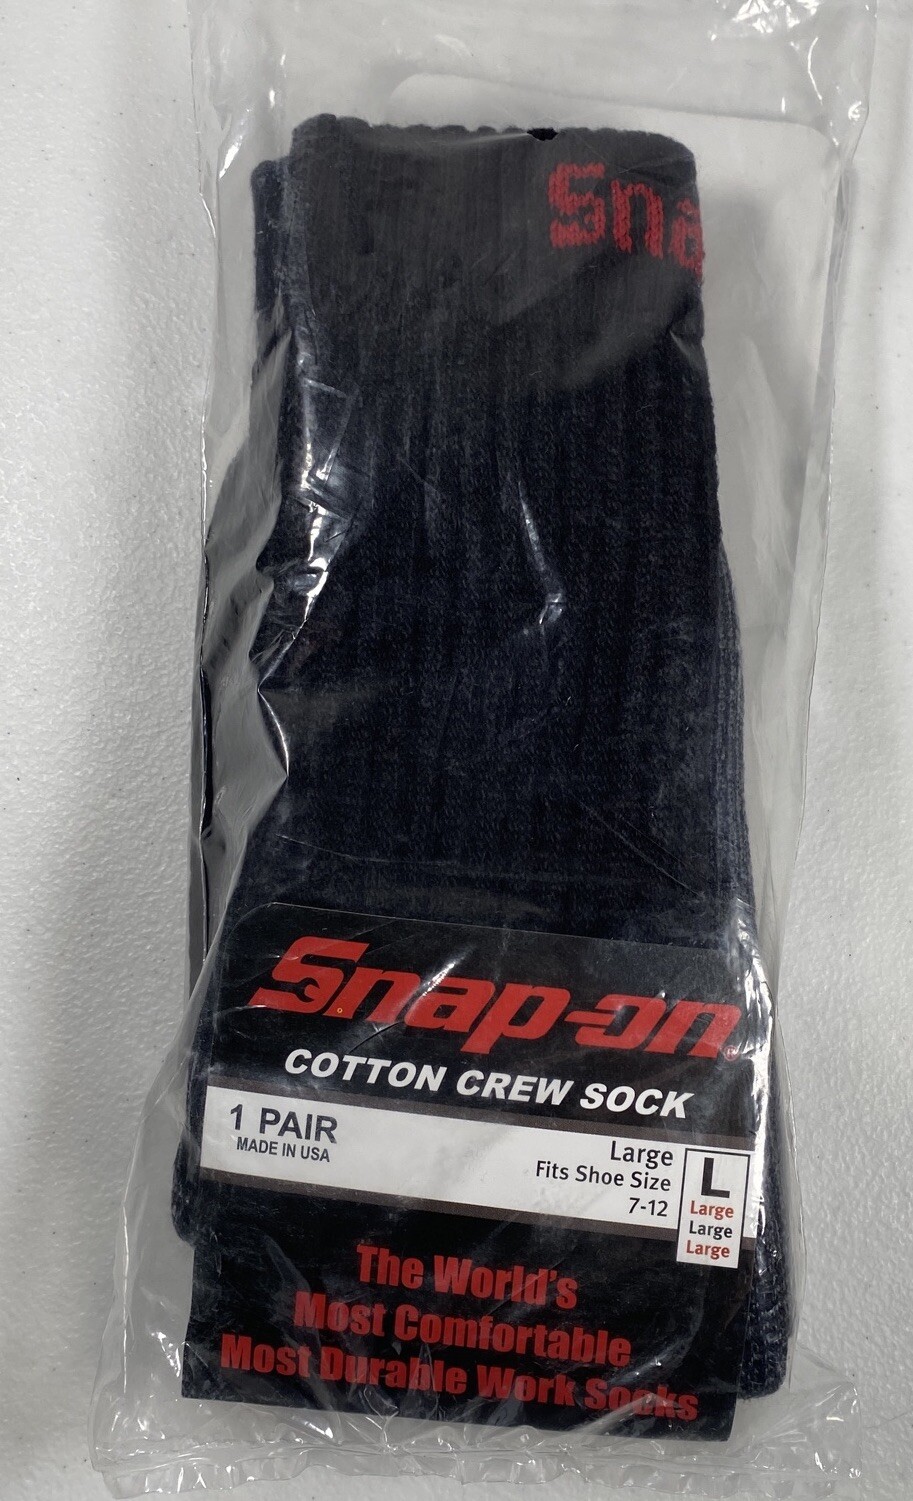 Sna
Snap-on®
COTTON CREW SOCK
1 PAIR
MADE IN USA
Large
Fits Shoe Size
7-12
L
Large
Large
Large
The World's
Most Comfortable
Most Durable Work Socks